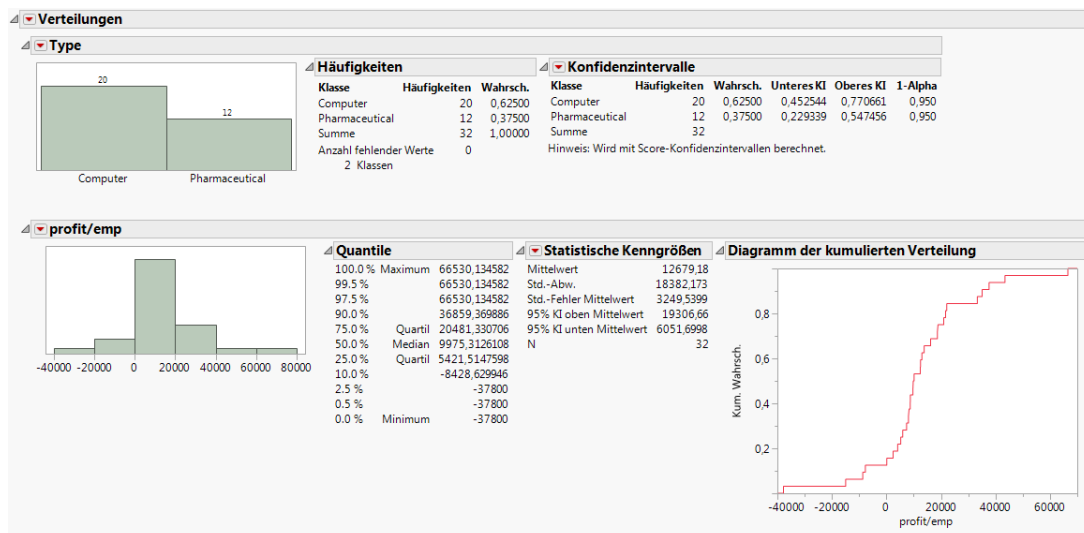 Verteilungen
Type
20
12
Computer Pharmaceutical
Häufigkeiten
Klasse Häufigkeiten Wahrsch.
Computer 20 0,62500
Pharmaceutical 12 0,37500
Summe 32 1,00000
Anzahl fehlender Werte 0
2 Klassen
Konfidenzintervalle
Klasse Häufigkeiten Wahrsch. Unteres KI Oberes KI 1-Alpha
Computer 20 0,62500 0,452544 0,770661 0,950
Pharmaceutical 12 0,37500 0,229339 0,547456 0,950
Summe 32
Hinweis: Wird mit Score-Konfidenzintervallen berechnet.
profit/emp
-40000 -20000 0 20000 40000 60000 80000
Quantile
100.0 % Maximum 66530,134582
99.5 % 66530,134582
97.5 % 66530,134582
90.0 % 36859,369886
75.0 % Quartil 20481,330706
50.0 % Median 9975,3126108
25.0 % Quartil 5421,5147598
10.0 % -8428,629946
2.5 % -37800
0.5 % -37800
0.0 % Minimum -37800
Statistische Kenngrößen
Mittelwert 12679,18
Std.-Abw. 18382,173
Std.-Fehler Mittelwert 3249,5399
95% KI oben Mittelwert 19306,66
95% KI unten Mittelwert 6051,6998
N 32
Diagramm der kumulierten Verteilung
Kum. Wahrsch.
0,8
0,6
0,4
0,2
-40000 -20000 0 20000 40000 60000
profit/emp